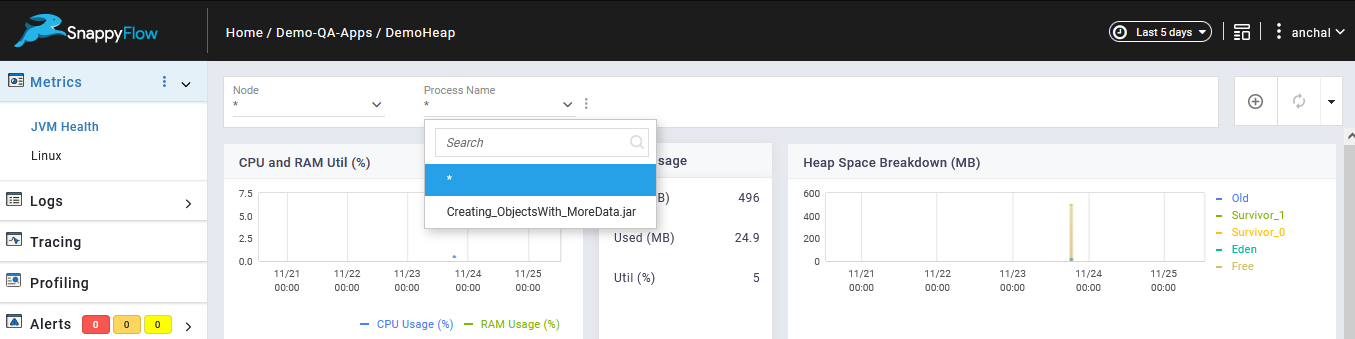 SnappyFlow
Home / Demo-QA-Apps / DemoHeap
Last 5 days
anchal
Metrics
JVM Health
Linux
Logs
Tracing
Profiling
Alerts 0 0 0
Node
*
Process Name
*
Search
*
Creating_ObjectsWith_MoreData.jar
CPU and RAM Util (%)
7.5
5.0
2.5
0.0
11/21 11/22 11/23 11/24 11/25
00:00 00:00 00:00 00:00 00:00
CPU Usage (%) RAM Usage (%)
sage
B) 496
Used (MB) 24.9
Util (%) 5
Heap Space Breakdown (MB)
600
400
200
0
11/21 11/22 11/23 11/24 11/25
00:00 00:00 00:00 00:00 00:00
Old
Survivor_1
Survivor_0
Eden
Free